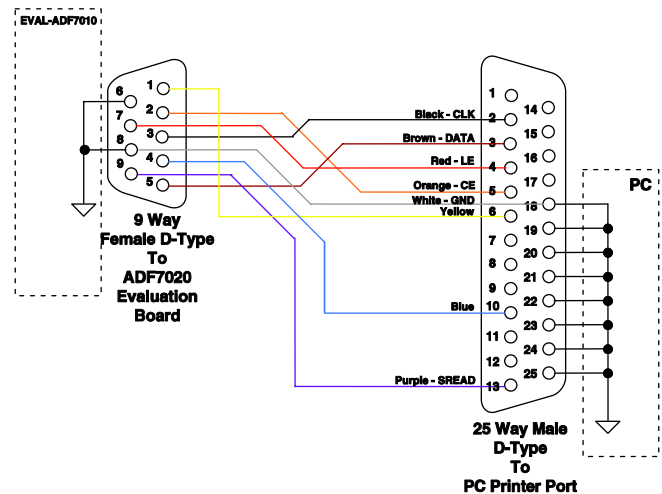 EVAL-ADF7010
PC
6
7
8
9
1
2
3
4
5
9 Way
Female D-Type
To
ADF7020
Evaluation
Board
Black - CLK
Brown - DATA
Red - LE
Orange - CE
White - GND
Yellow
Blue
Purple - SREAD
1
2
3
4
5
6
7
8
9
10
11
12
13
14
15
16
17
18
19
20
21
22
23
24
25
25 Way Male
D-Type
To
PC Printer Port